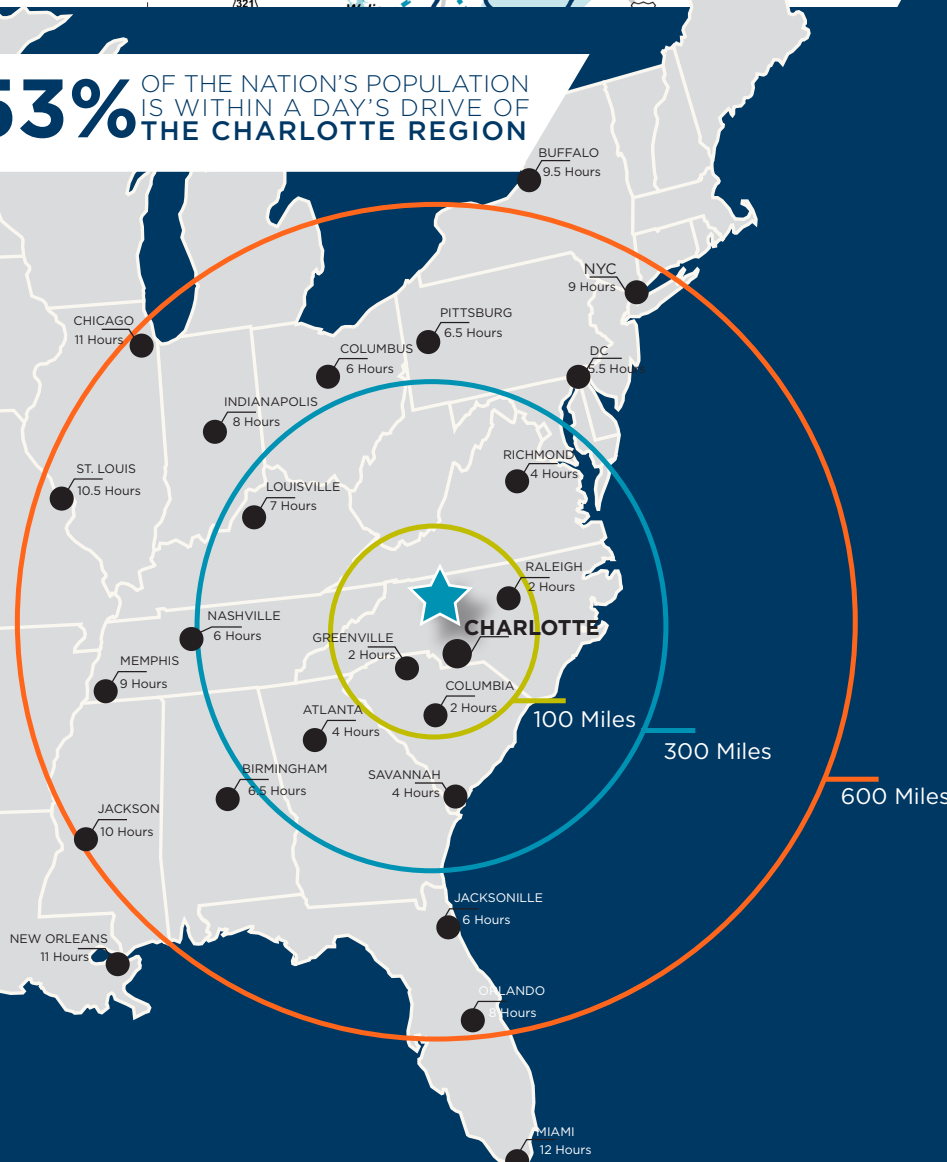 321
53% OF THE NATION'S POPULATION
IS WITHIN A DAY'S DRIVE OF
THE CHARLOTTE REGION
BUFFALO
9.5 Hours
NYC
9 Hours
CHICAGO
11 Hours
PITTSBURG
6.5 Hours
COLUMBUS
6 Hours
DC
5.5 Hours
INDIANAPOLIS
8 Hours
RICHMOND
4 Hours
ST. LOUIS
10.5 Hours
LOUISVILLE
7 Hours
RALEIGH
2 Hours
NASHVILLE
6 Hours
CHARLOTTE
GREENVILLE
2 Hours
MEMPHIS
9 Hours
COLUMBIA
2 Hours
ATLANTA
4 Hours
100 Miles
300 Miles
BIRMINGHAM
6.5 Hours
SAVANNAH
4 Hours
600 Miles
JACKSON
10 Hours
JACKSONILLE
6 Hours
NEW ORLEANS
11 Hours
ORLANDO
8 Hours
MIAMI
12 Hours